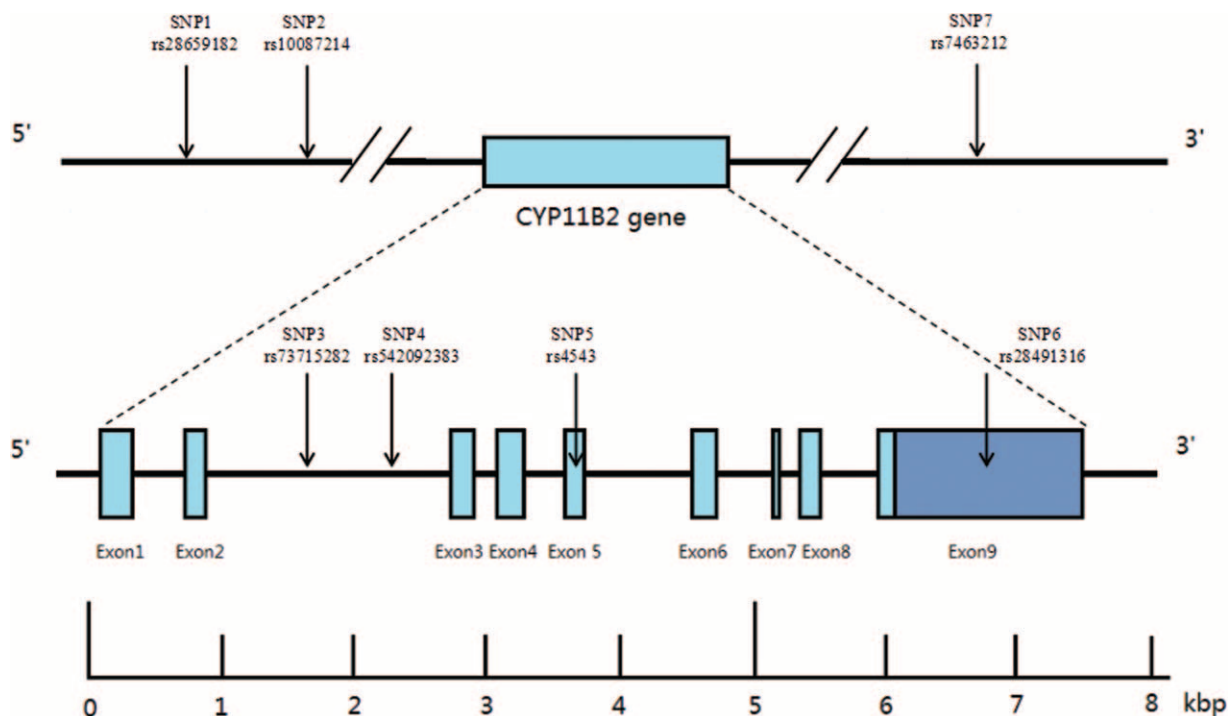 SNP1
rs28659182
SNP2
rs10087214
SNP7
rs7463212
5'
3'
CYP11B2 gene
SNP3
rs73715282
SNP4
rs542092383
SNP5
rs4543
SNP6
rs28491316
5'
3'
Exon1
Exon2
Exon3
Exon4
Exon 5
Exon6
Exon7
Exon8
Exon9
0 1 2 3 4 5 6 7 8 kbp